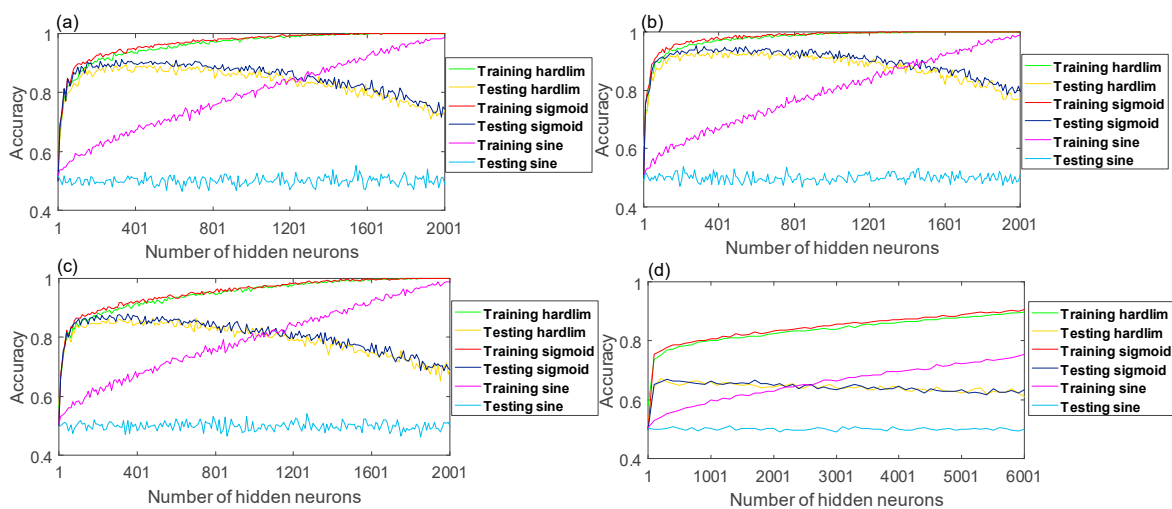 (a)
1
0.8
0.6
0.4
Accuracy
1 401 801 1201 1601 2001
Number of hidden neurons
Training hardlim
Testing hardlim
Training sigmoid
Testing sigmoid
Training sine
Testing sine
(b)
1
0.8
0.6
0.4
Accuracy
1 401 801 1201 1601 2001
Number of hidden neurons
Training hardlim
Testing hardlim
Training sigmoid
Testing sigmoid
Training sine
Testing sine
(c)
1
0.8
0.6
0.4
Accuracy
1 401 801 1201 1601 2001
Number of hidden neurons
Training hardlim
Testing hardlim
Training sigmoid
Testing sigmoid
Training sine
Testing sine
(d)
1
0.8
0.6
0.4
Accuracy
1 1001 2001 3001 4001 5001 6001
Number of hidden neurons
Training hardlim
Testing hardlim
Training sigmoid
Testing sigmoid
Training sine
Testing sine